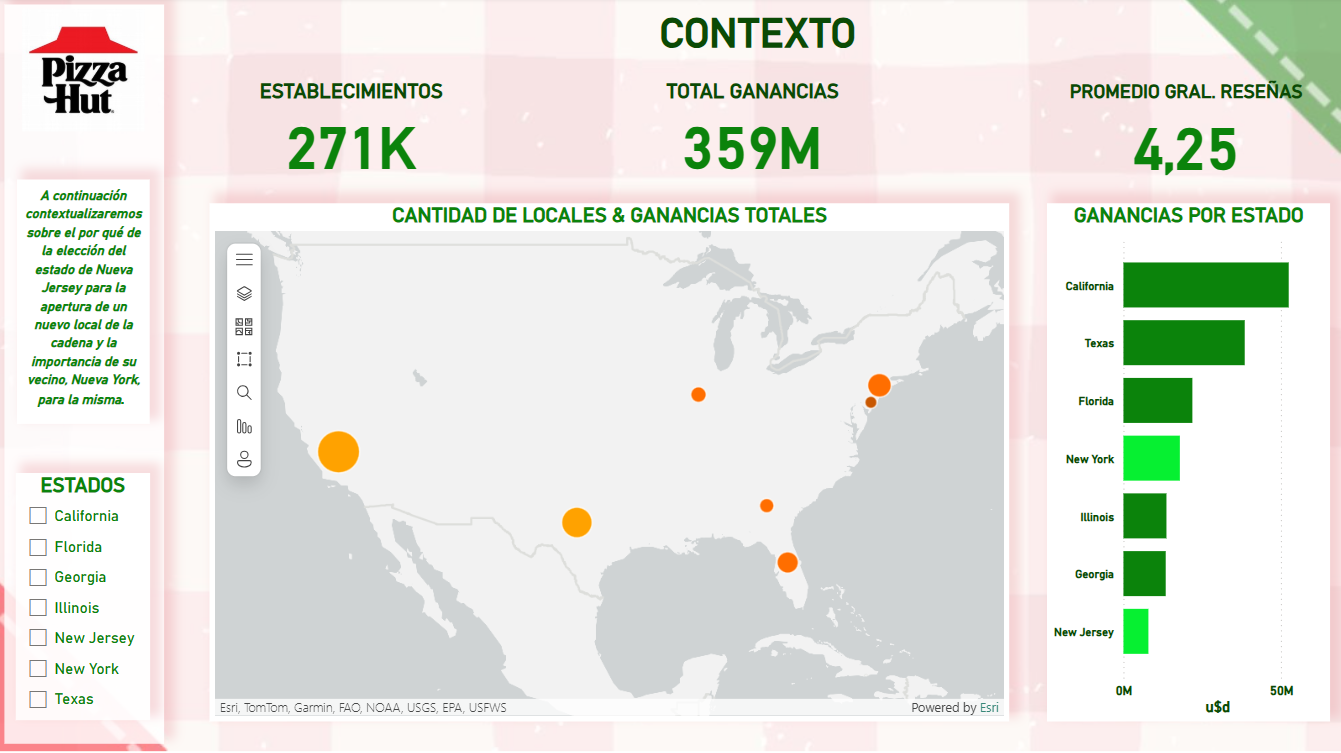 Pizza
Hut
CONTEXTO
ESTABLECIMIENTOS
271K
TOTAL GANANCIAS
359M
PROMEDIO GRAL. RESEÑAS
4,25
A continuación
contextualizaremos
sobre el por qué de
la elección del
estado de Nueva
Jersey para la
apertura de un
nuevo local de la
cadena y la
importancia de su
vecino, Nueva York,
para la misma.
ESTADOS
California
Florida
Georgia
Illinois
New Jersey
New York
Texas
CANTIDAD DE LOCALES & GANANCIAS TOTALES
Esri, TomTom, Garmin, FAO, NOAA, USGS, EPA, USFWS
Powered by Esri
GANANCIAS POR ESTADO
California
Texas
Florida
New York
Illinois
Georgia
New Jersey
0M
50M
u$d